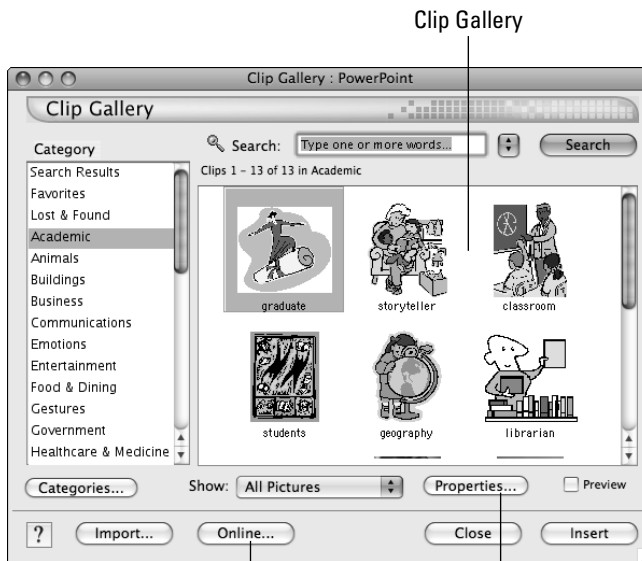 Clip Gallery
Clip Gallery : PowerPoint
Clip Gallery
Category
Search: Type one or more words... Search
Clips 1 – 13 of 13 in Academic
Search Results
Favorites
Lost & Found
Academic
Animals
Buildings
Business
Communications
Emotions
Entertainment
Food & Dining
Gestures
Government
Healthcare & Medicine
graduate storyteller classroom
students geography librarian
Categories... Show: All Pictures Properties... Preview
? Import... Online... Close Insert